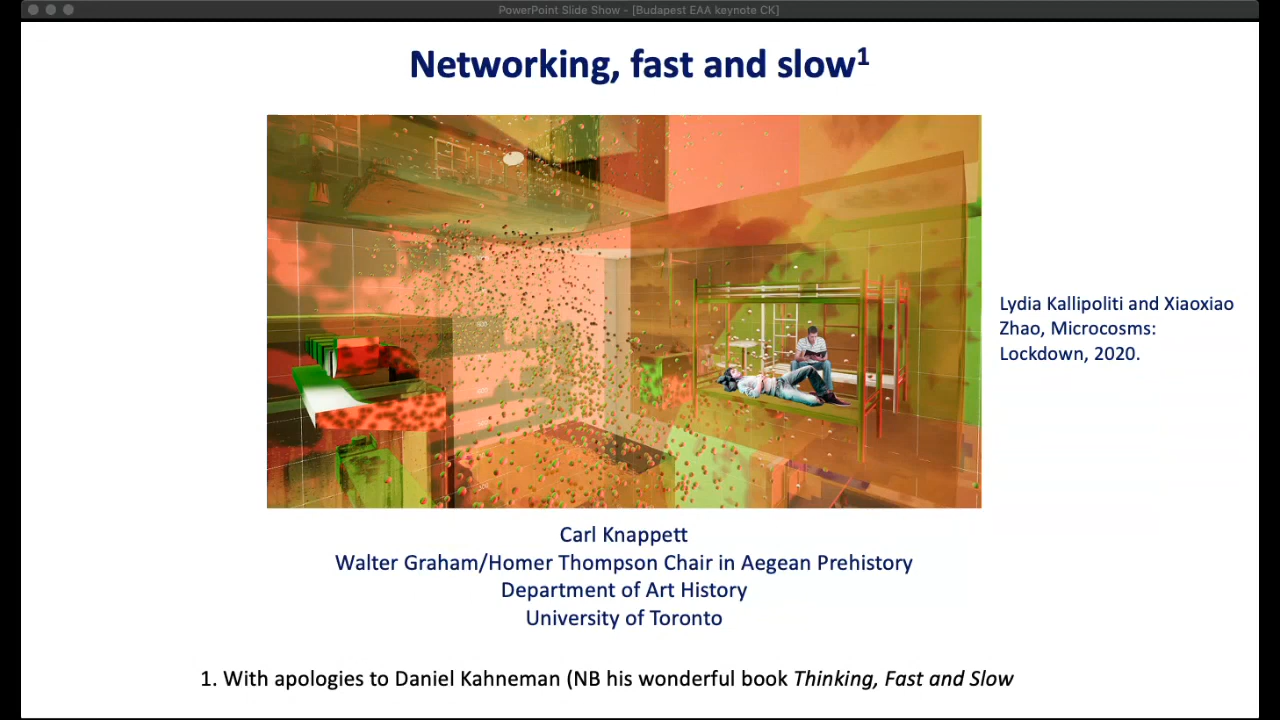 PowerPoint Slide Show - [Budapest EAA keynote CK]
Networking, fast and slow¹
Lydia Kallipoliti and Xiaoxiao
Zhao, Microcosms:
Lockdown, 2020.
Carl Knappett
Walter Graham/Homer Thompson Chair in Aegean Prehistory
Department of Art History
University of Toronto
1. With apologies to Daniel Kahneman (NB his wonderful book Thinking, Fast and Slow